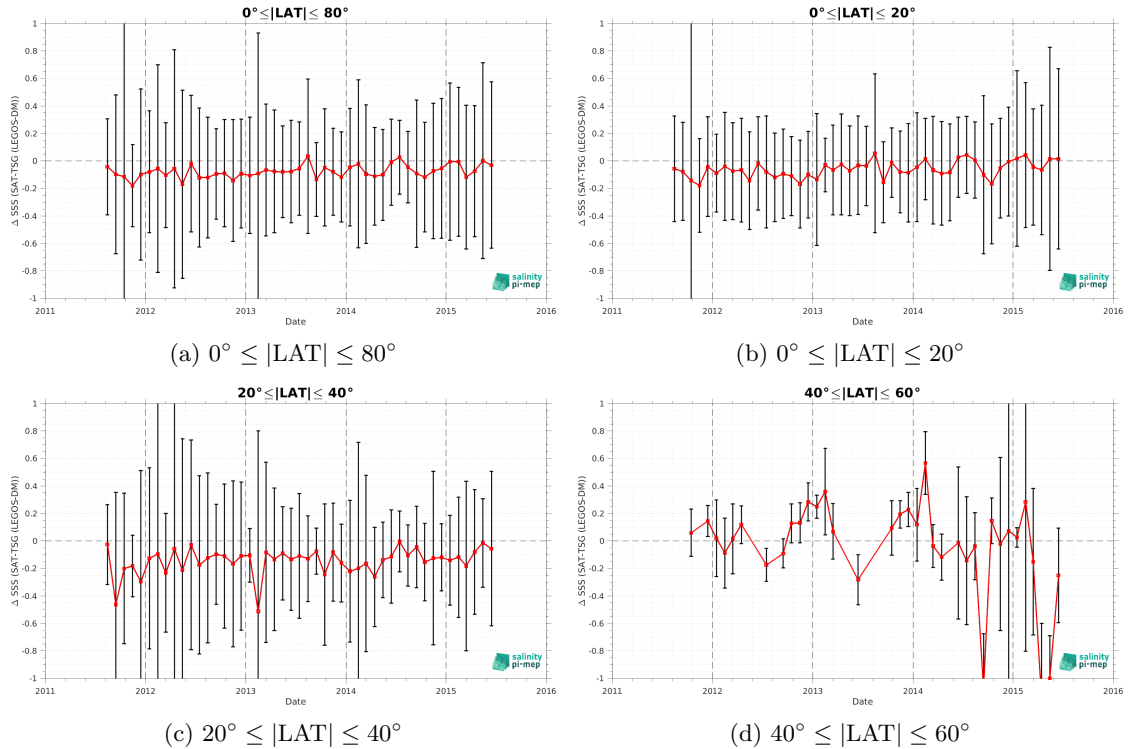 0°≤|LAT|≤ 80°
Δ SSS (SAT-TSG (LEGOS-DM))
1
0.8
0.6
0.4
0.2
0
-0.2
-0.4
-0.6
-0.8
-1
salinity
pi-mep
2011 2012 2013 2014 2015 2016
Date
(a) 0° ≤ |LAT| ≤ 80°
0°≤|LAT|≤ 20°
Δ SSS (SAT-TSG (LEGOS-DM))
1
0.8
0.6
0.4
0.2
0
-0.2
-0.4
-0.6
-0.8
-1
salinity
pi-mep
2011 2012 2013 2014 2015 2016
Date
(b) 0° ≤ |LAT| ≤ 20°
20°≤|LAT|≤ 40°
Δ SSS (SAT-TSG (LEGOS-DM))
1
0.8
0.6
0.4
0.2
0
-0.2
-0.4
-0.6
-0.8
-1
salinity
pi-mep
2011 2012 2013 2014 2015 2016
Date
(c) 20° ≤ |LAT| ≤ 40°
40°≤|LAT|≤ 60°
Δ SSS (SAT-TSG (LEGOS-DM))
1
0.8
0.6
0.4
0.2
0
-0.2
-0.4
-0.6
-0.8
-1
salinity
pi-mep
2011 2012 2013 2014 2015 2016
Date
(d) 40° ≤ |LAT| ≤ 60°